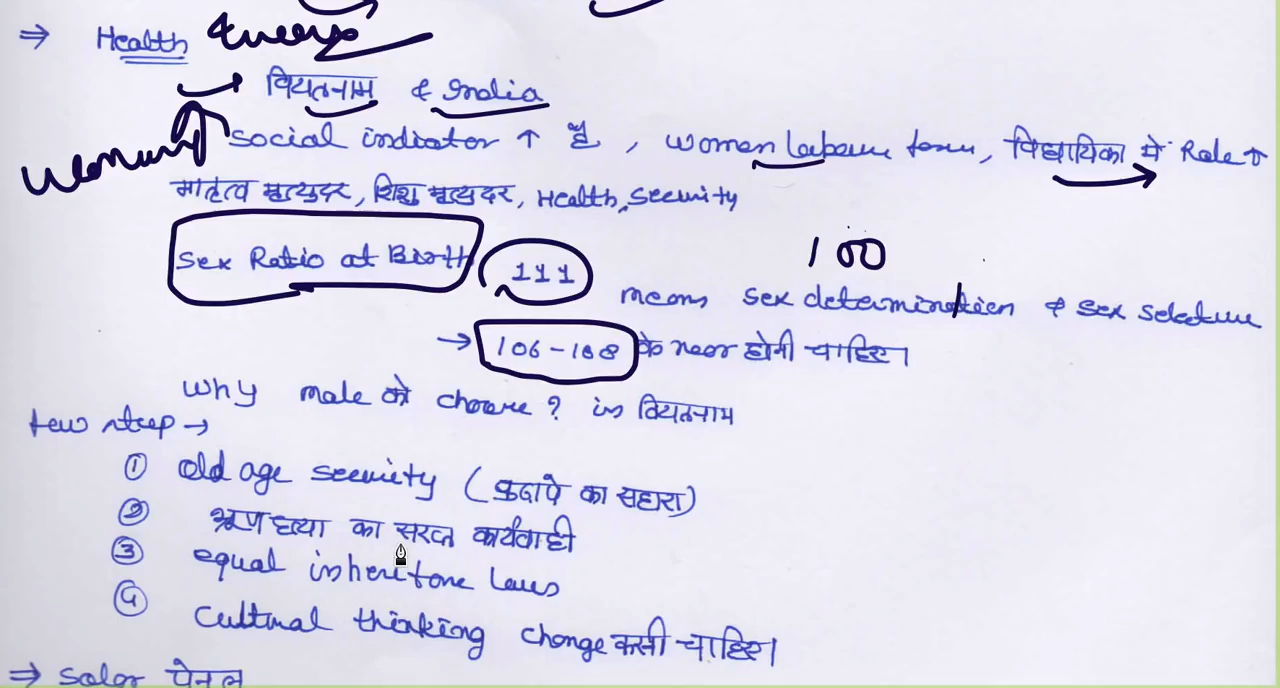 ⇒ Health
वियतनाम & India
Women social indicator ↑ है, women labour force, विधायिका में Role ↑
मातृत्व मृत्युदर, शिशु मृत्युदर, Health, Security
Sex Ratio at Birth 111 100
means sex determination & sex selection
→ 106-108 के near होनी चाहिए।
Why male को choose? in वियतनाम
few step →
① old age security (बुढ़ापे का सहारा)
② भ्रूण हत्या का सख्त कार्यवाही
③ equal inheritance laws
④ Cultural thinking change करनी चाहिए।
⇒ Solar पैनल